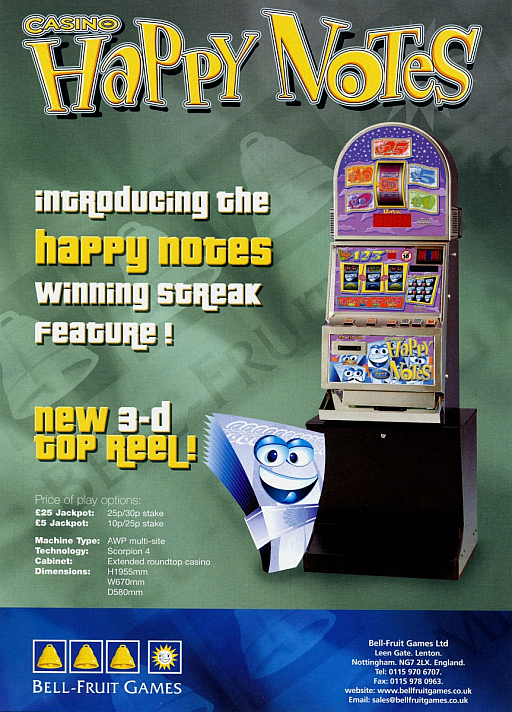 CASINO
HAPPY NOTES
introducing the
happy notes
winning streak
feature !
new 3-d
top reel!
Price of play options:
£25 Jackpot: 25p/30p stake
£5 Jackpot: 10p/25p stake
Machine Type: AWP multi-site
Technology: Scorpion 4
Cabinet: Extended roundtop casino
Dimensions: H1955mm
W670mm
D580mm
£25
HAPPY
NOTES
BELL-FRUIT GAMES
Bell-Fruit Games Ltd
Leen Gate. Lenton.
Nottingham. NG7 2LX. England.
Tel: 0115 970 6707.
Fax: 0115 978 0963.
website: www.bellfruitgames.co.uk
Email: sales@bellfruitgames.co.uk